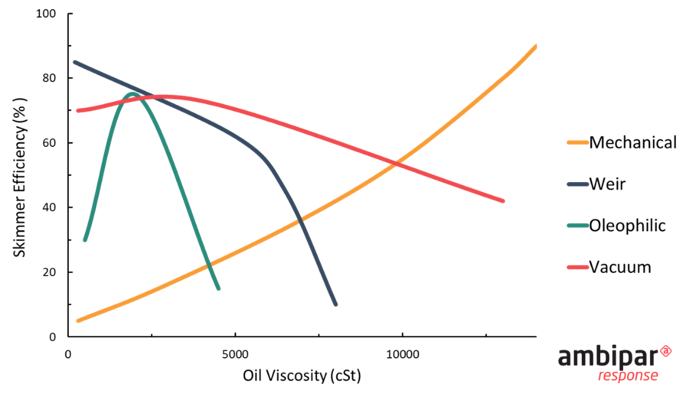 100
80
60
40
20
0
Skimmer Efficiency (%)
0 5000 10000
Oil Viscosity (cSt)
Mechanical
Weir
Oleophilic
Vacuum
ambipar
response